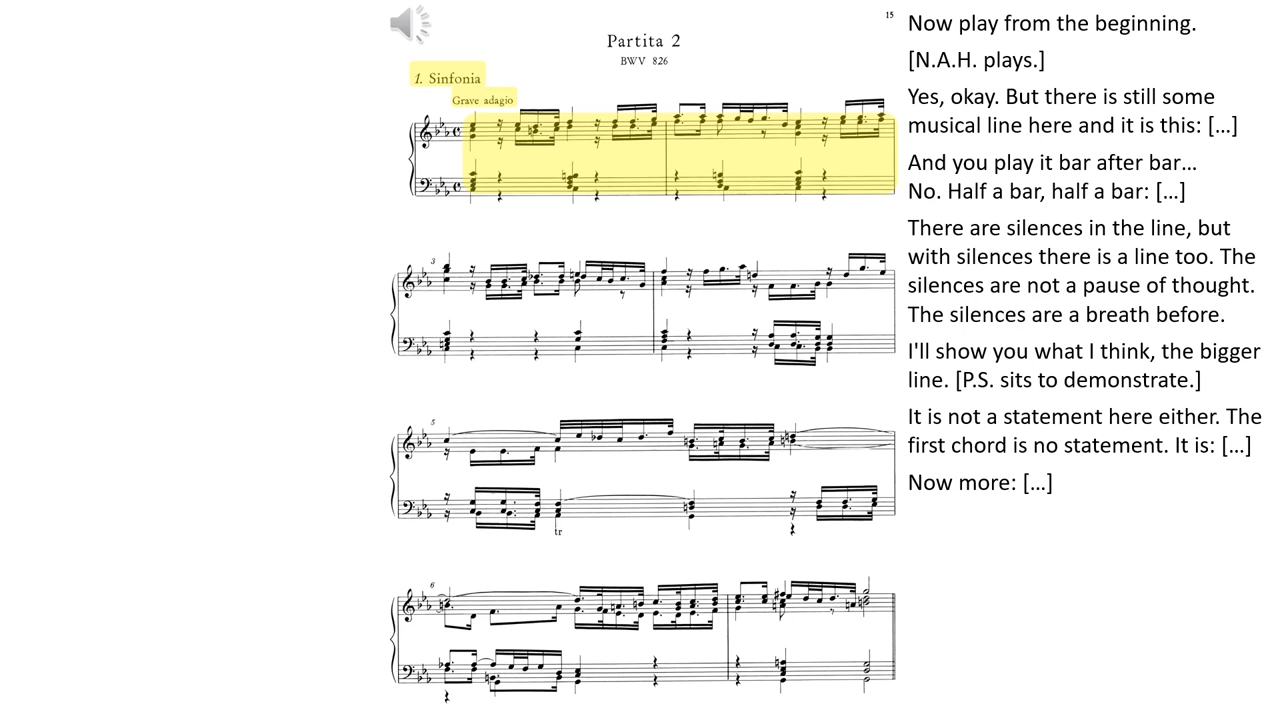 15
Partita 2
BWV 826
1. Sinfonia
Grave adagio
3
5
tr
6
Now play from the beginning.
[N.A.H. plays.]
Yes, okay. But there is still some
musical line here and it is this: […]
And you play it bar after bar…
No. Half a bar, half a bar: […]
There are silences in the line, but
with silences there is a line too. The
silences are not a pause of thought.
The silences are a breath before.
I'll show you what I think, the bigger
line. [P.S. sits to demonstrate.]
It is not a statement here either. The
first chord is no statement. It is: […]
Now more: […]